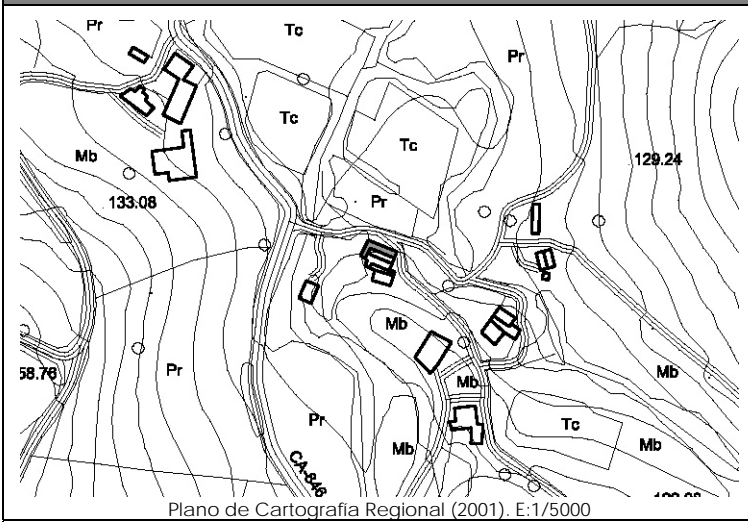 Pr
Tc
Pr
Tc
Tc
Mb
129.24
133.08
Pr
Mb
58.76
Pr
Mb
Mb
Pr
Tc
Mb
Mb
CA-846
Plano de Cartografía Regional (2001). E:1/5000